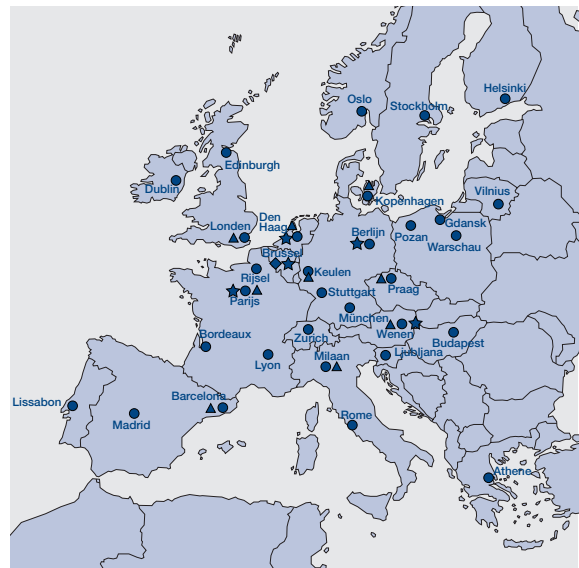 Helsinki
Oslo
Stockholm
Edinburgh
Dublin
Kopenhagen
Vilnius
Den
Haag
Londen
Gdansk
Pozan
Warschau
Berlijn
Brussel
Keulen
Rijsel
Praag
Parijs
Stuttgart
München
Wenen
Zurich
Bordeaux
Budapest
Ljubljana
Milaan
Lyon
Barcelona
Lissabon
Madrid
Rome
Athene